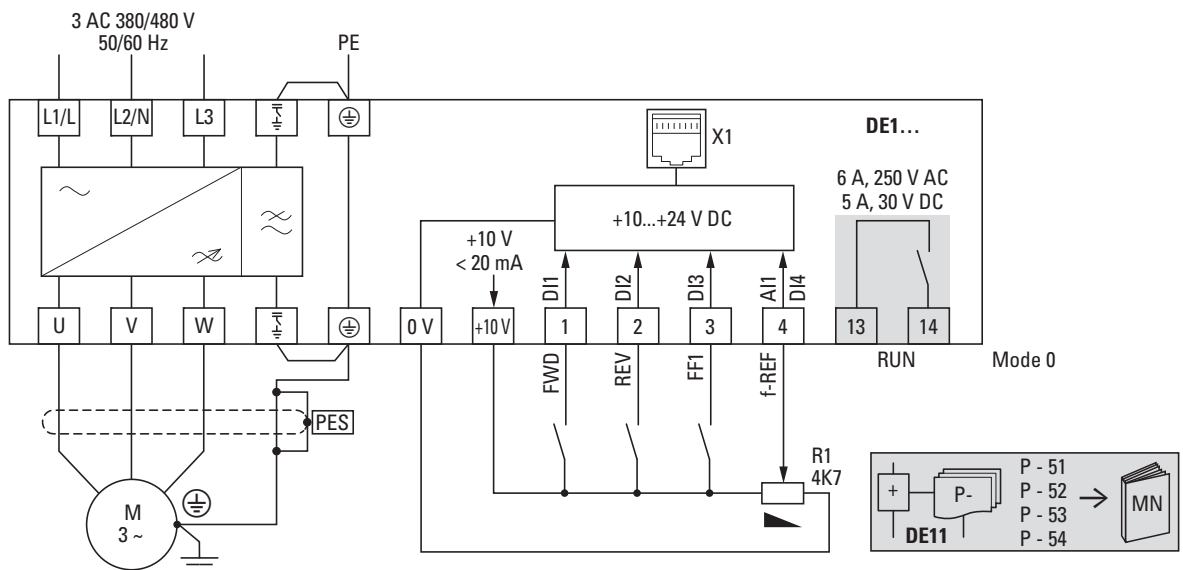 3 AC 380/480 V
50/60 Hz
PE
L1/L
L2/N
L3
X1
DE1...
6 A, 250 V AC
5 A, 30 V DC
+10...+24 V DC
+10 V
< 20 mA
DI1
DI2
DI3
AI1
DI4
U
V
W
0 V
+10 V
1
2
3
4
13
14
FWD
REV
FF1
f-REF
RUN
Mode 0
PES
R1
4K7
M
3 ~
+
P-
DE11
P - 51
P - 52
P - 53
P - 54
MN